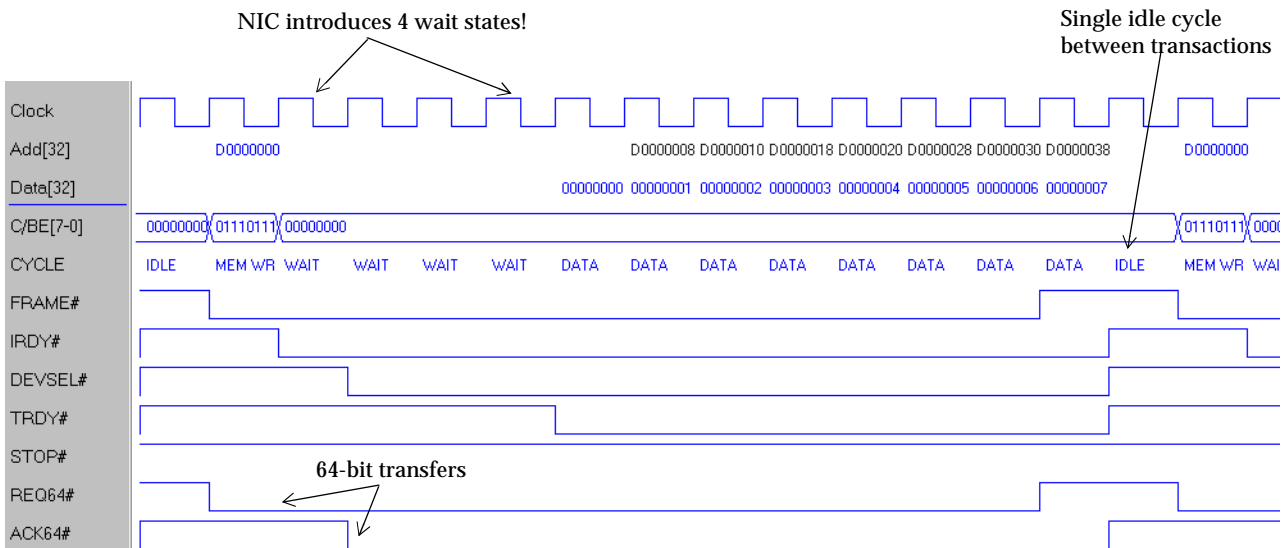 NIC introduces 4 wait states!
Single idle cycle
between transactions
Clock
Add[32] D0000000 D0000008 D0000010 D0000018 D0000020 D0000028 D0000030 D0000038 D0000000
Data[32] 00000000 00000001 00000002 00000003 00000004 00000005 00000006 00000007
C/BE[7-0] 00000000 01110111 00000000 01110111 0000
CYCLE IDLE MEM WR WAIT WAIT WAIT WAIT DATA DATA DATA DATA DATA DATA DATA DATA IDLE MEM WR WAI
FRAME#
IRDY#
DEVSEL#
TRDY#
STOP#
64-bit transfers
REQ64#
ACK64#